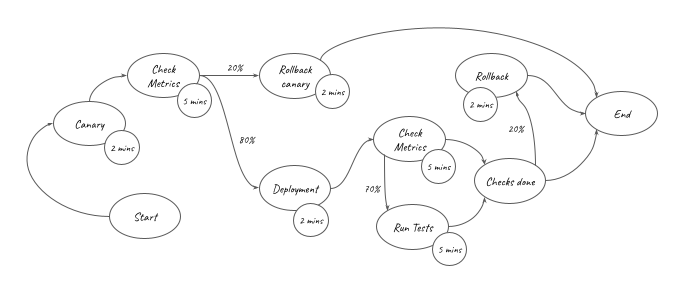 Start
Canary
2 mins
Check
Metrics
5 mins
20%
Rollback
canary
2 mins
80%
Deployment
2 mins
Check
Metrics
5 mins
70%
Run Tests
5 mins
Checks done
20%
Rollback
2 mins
End